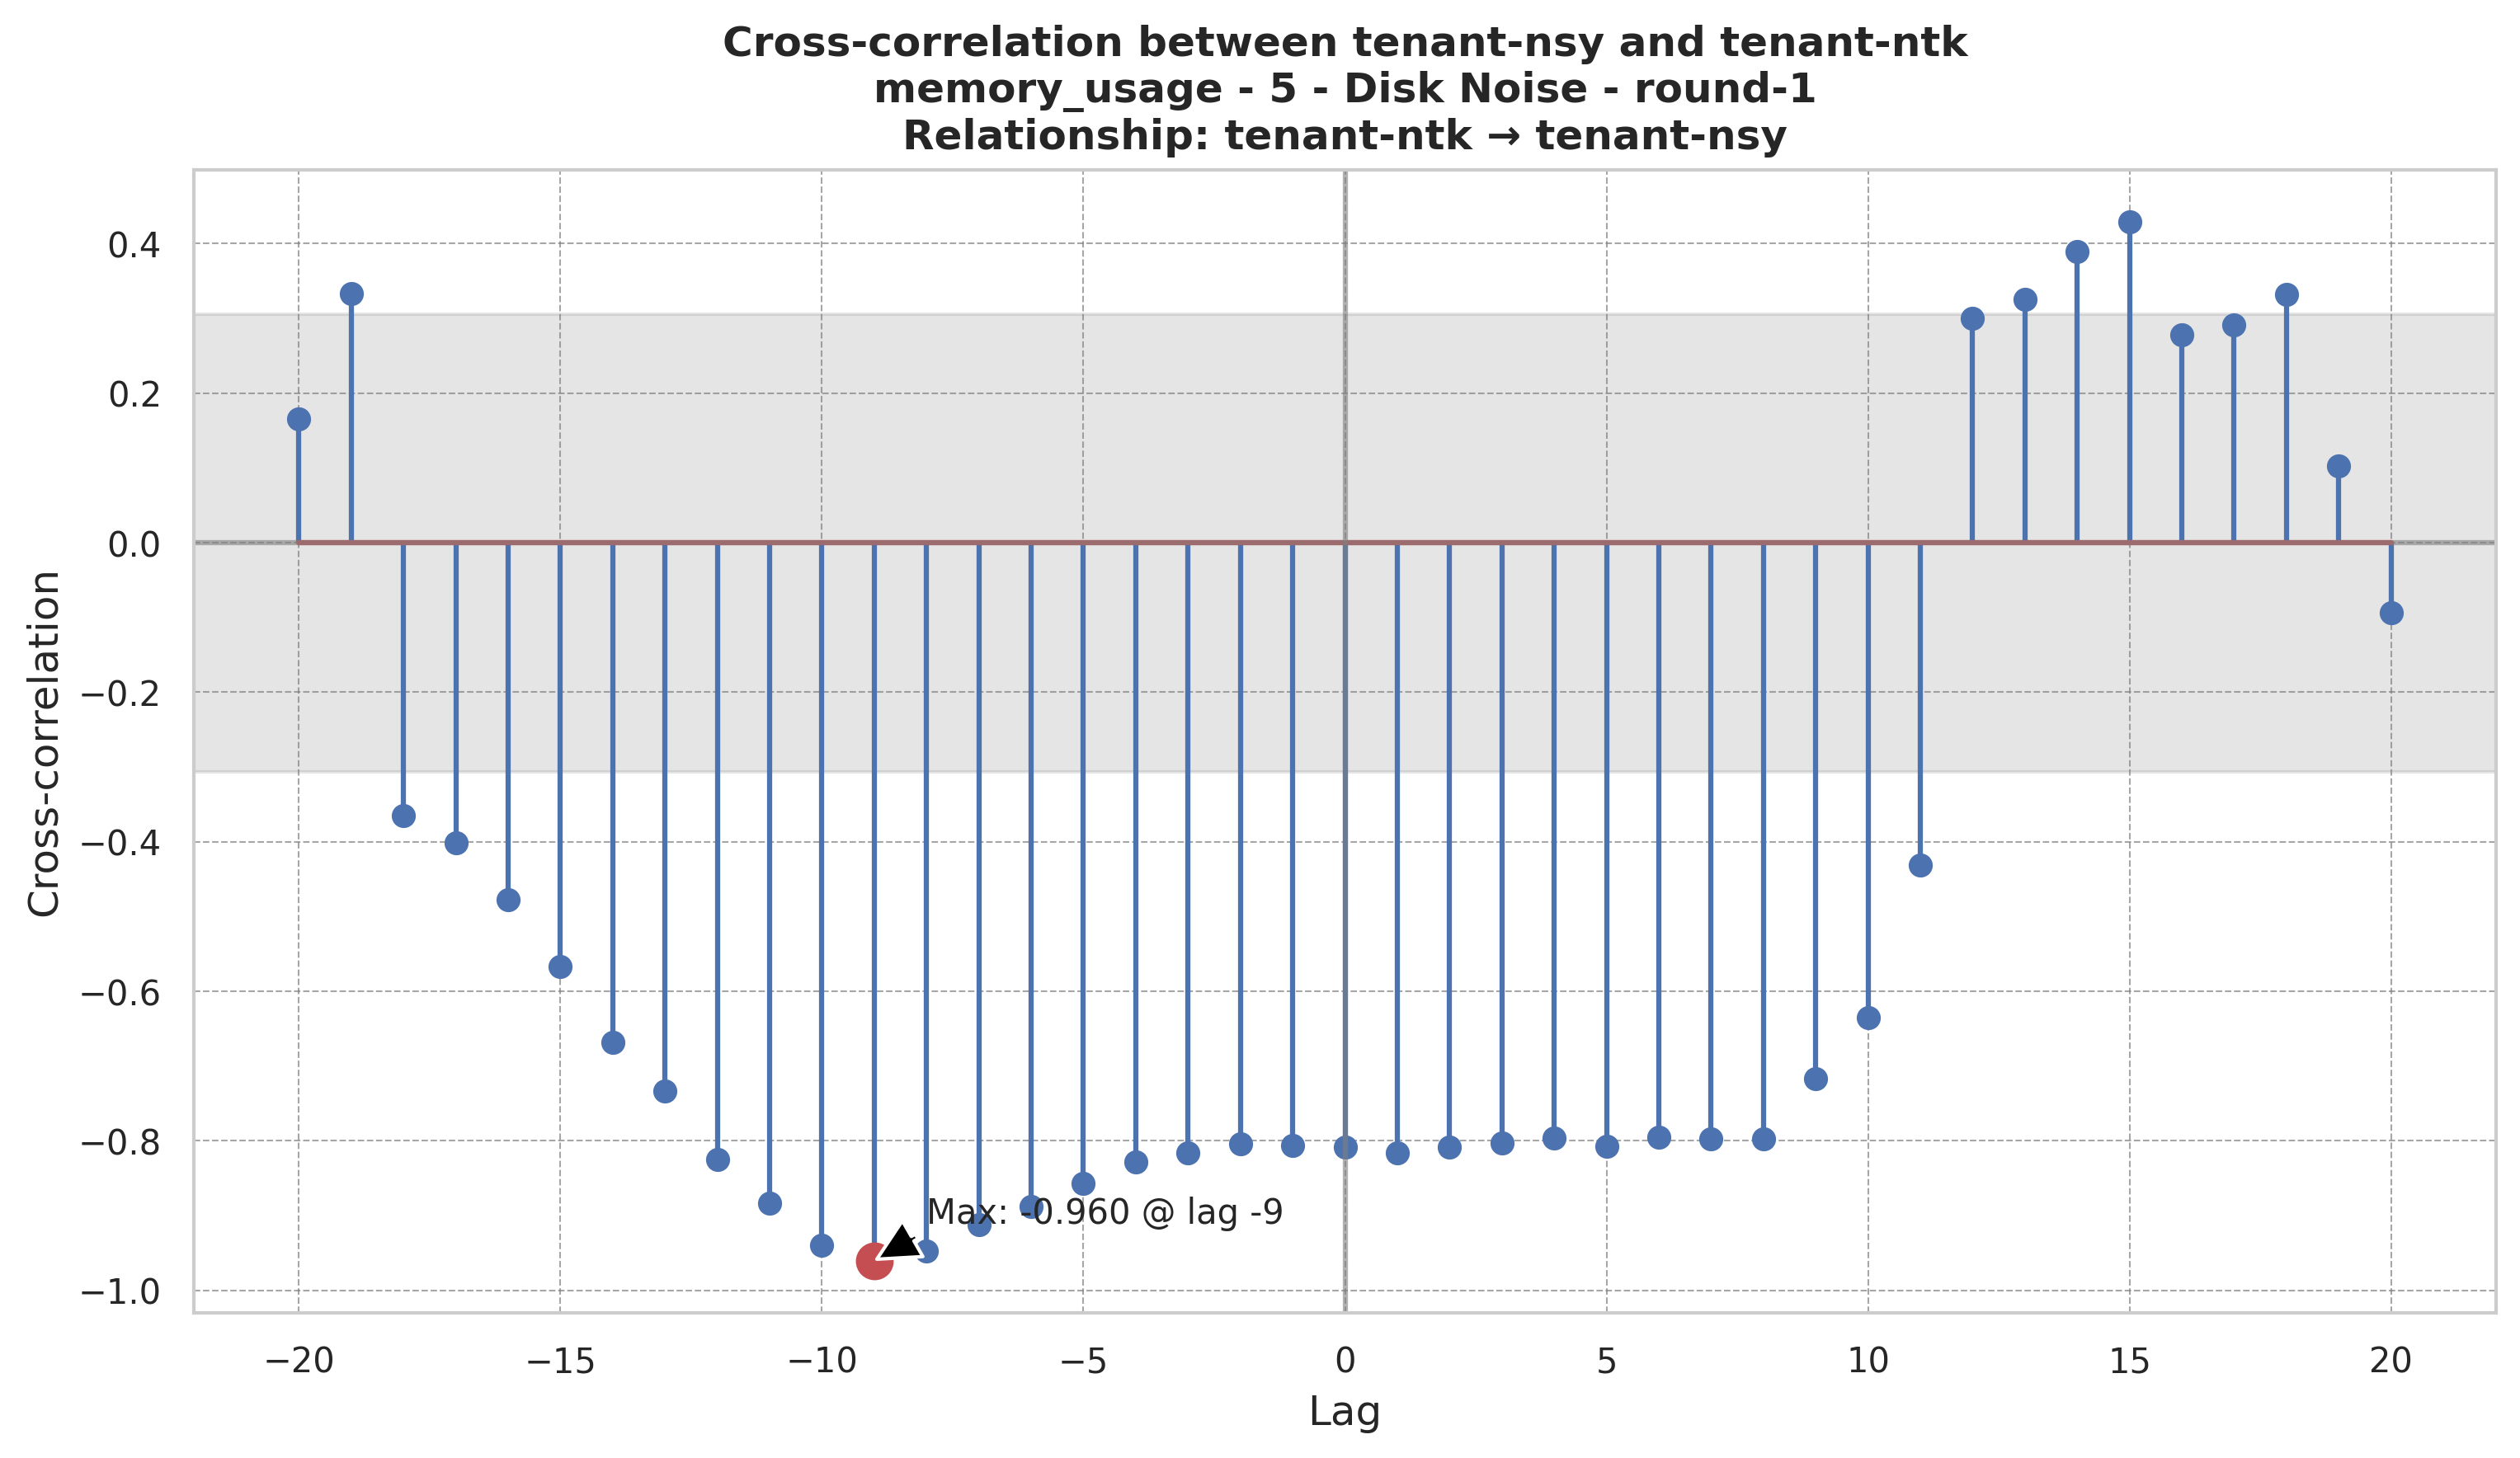 Cross-correlation between tenant-nsy and tenant-ntk
memory_usage - 5 - Disk Noise - round-1
Relationship: tenant-ntk → tenant-nsy
Cross-correlation
0.4
0.2
0.0
−0.2
−0.4
−0.6
−0.8
−1.0
Max: -0.960 @ lag -9
−20 −15 −10 −5 0 5 10 15 20
Lag